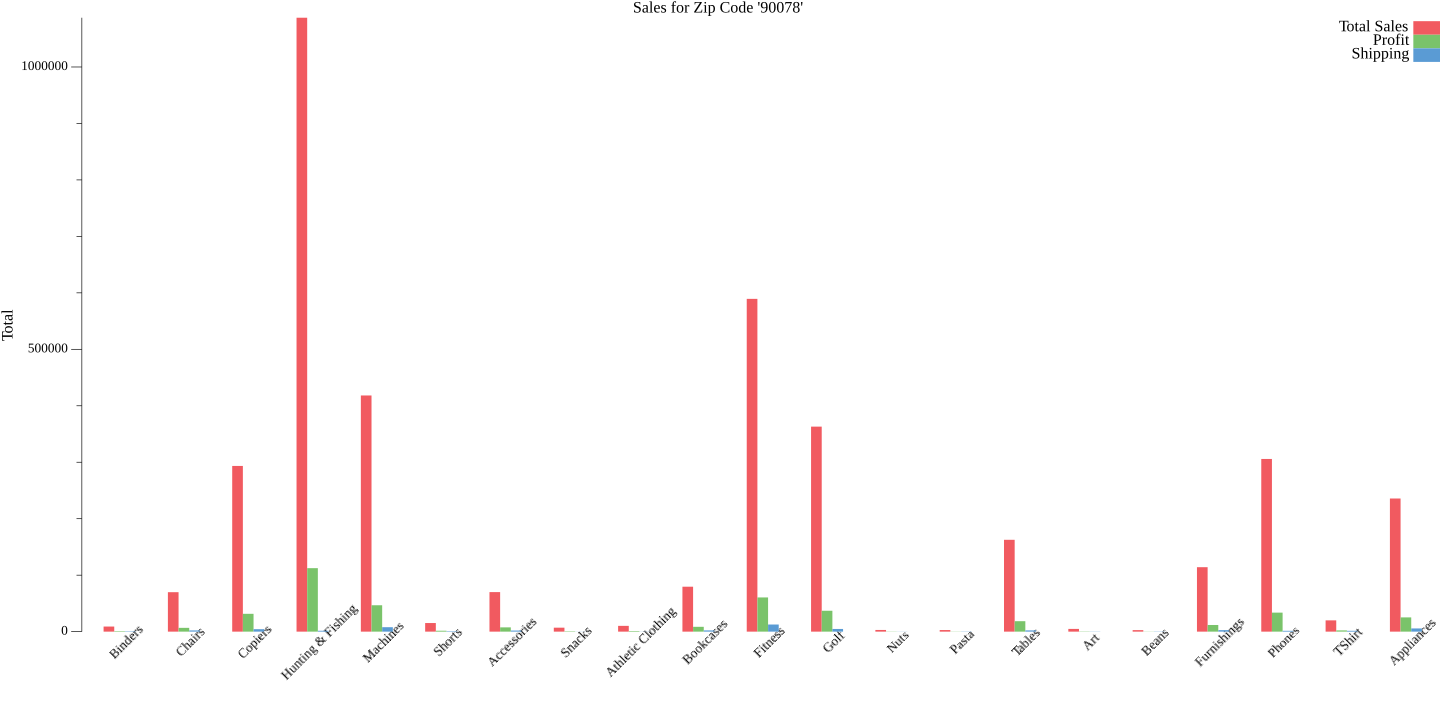 Sales for Zip Code '90078'
Total Sales
Profit
Shipping
1000000
500000
0
Total
Binders
Chairs
Copiers
Hunting & Fishing
Machines
Shorts
Accessories
Snacks
Athletic Clothing
Bookcases
Fitness
Golf
Nuts
Pasta
Tables
Art
Beans
Furnishings
Phones
TShirt
Appliances